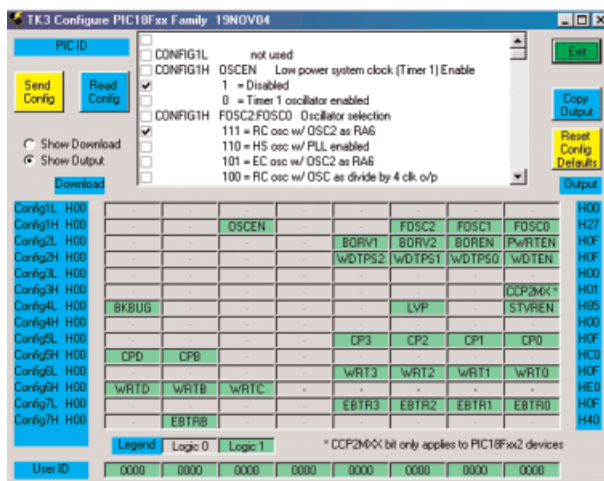 TK3 Configure PIC18Fxx Family 19NOV04
PIC ID
Send Config
Read Config
Show Download
Show Output
Download
CONFIG1L not used
CONFIG1H OSCEN Low power system clock (Timer 1) Enable
1 = Disabled
0 = Timer 1 oscillator enabled
CONFIG1H FOSC2:FOSC0 Oscillator selection
111 = RC osc w/ OSC2 as RA6
110 = HS osc w/ PLL enabled
101 = EC osc w/ OSC2 as RA6
100 = RC osc w/ OSC as divide by 4 clk o/p
Exit
Copy Output
Reset Config Defaults
Output
Config1L H00 H00
Config1H H00 OSCEN FOSC2 FOSC1 FOSC0 H27
Config2L H00 BORV1 BORV2 BOREN PWRTEN H0F
Config2H H00 WDTPS2 WDTPS1 WDTPS0 WDTEN H0F
Config3L H00 H00
Config3H H00 CCP2MX * H01
Config4L H00 BKBUG LVP STVREN H85
Config4H H00 H00
Config5L H00 CP3 CP2 CP1 CP0 H0F
Config5H H00 CPD CPB HC0
Config6L H00 WRT3 WRT2 WRT1 WRT0 H0F
Config6H H00 WRTD WRTB WRTC HE0
Config7L H00 EBTR3 EBTR2 EBTR1 EBTR0 H0F
Config7H H00 EBTRB H40
Legend Logic 0 Logic 1 * CCP2MXX bit only applies to PIC18Fxx2 devices
User ID 0000 0000 0000 0000 0000 0000 0000 0000